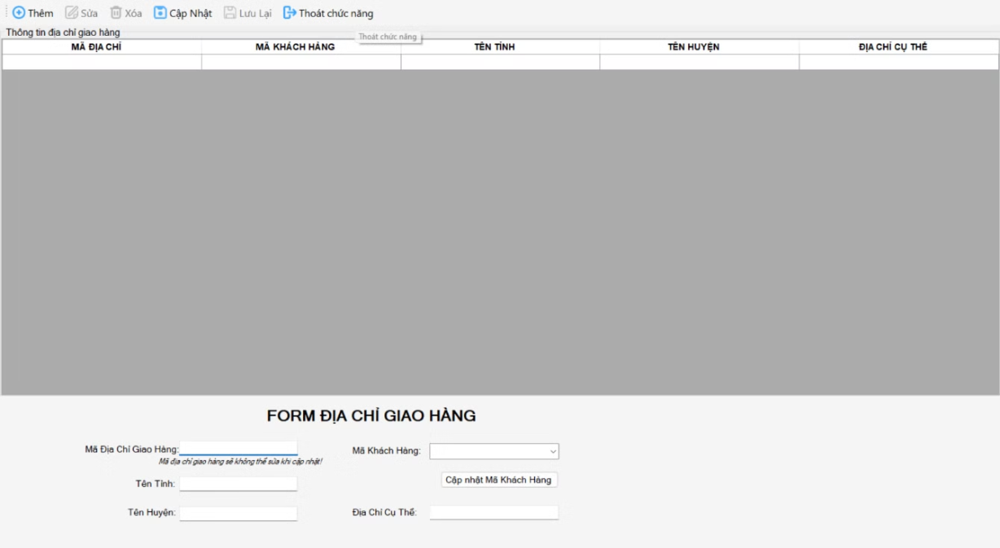 Thêm Sửa Xóa Cập Nhật Lưu Lại Thoát chức năng
Thông tin địa chỉ giao hàng
Thoát chức năng
MÃ ĐỊA CHỈ MÃ KHÁCH HÀNG TÊN TỈNH TÊN HUYỆN ĐỊA CHỈ CỤ THỂ
FORM ĐỊA CHỈ GIAO HÀNG
Mã Địa Chỉ Giao Hàng: Mã Khách Hàng:
Mã địa chỉ giao hàng sẽ không thể sửa khi cập nhật!
Tên Tỉnh: Cập nhật Mã Khách Hàng
Tên Huyện: Địa Chỉ Cụ Thể: